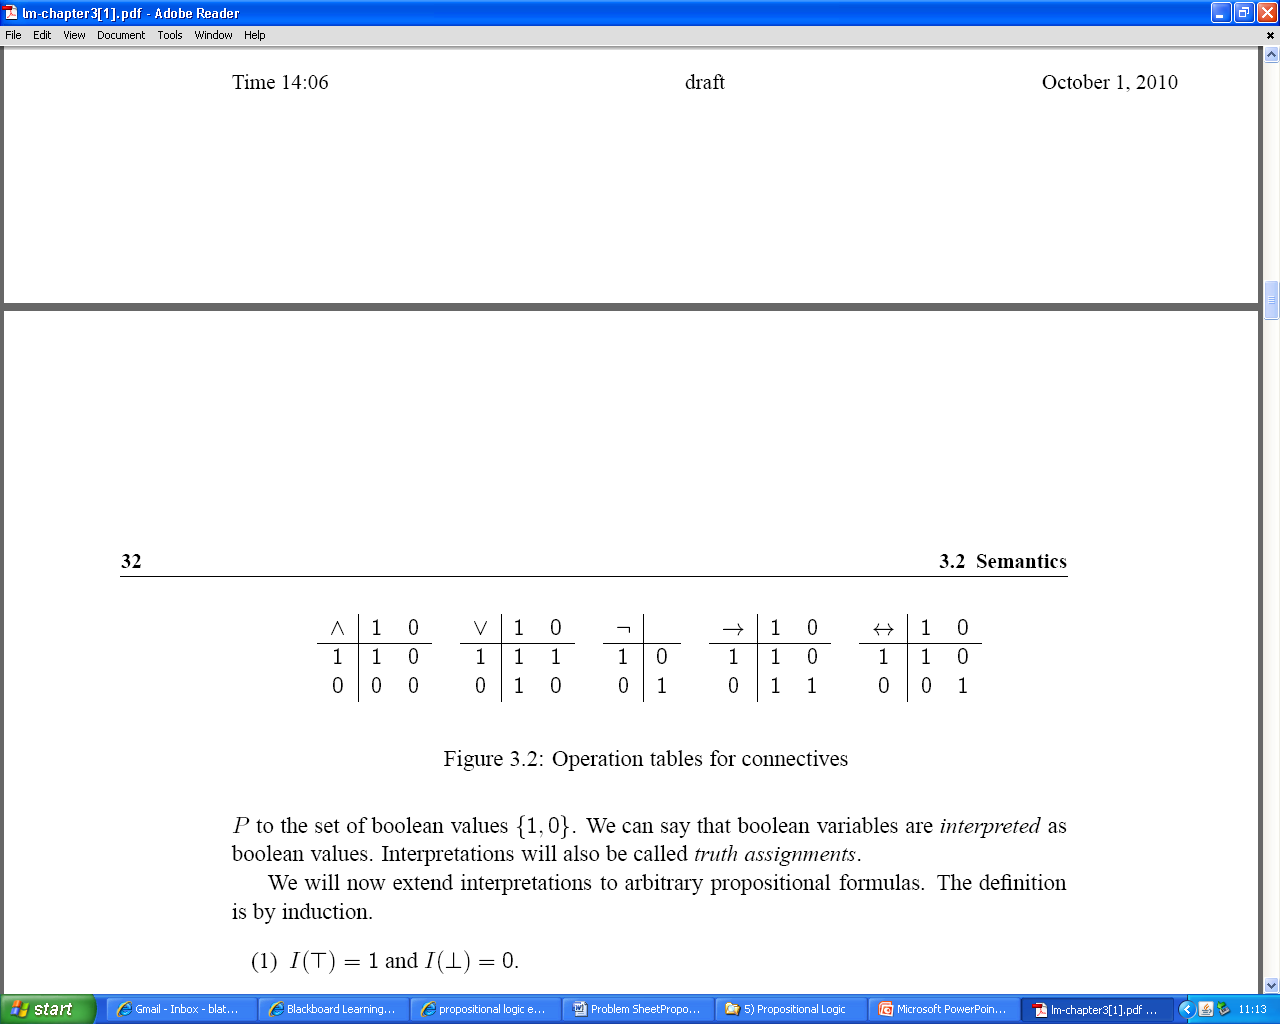 lm-chapter3[1].pdf - Adobe Reader
File Edit View Document Tools Window Help
Time 14:06 draft October 1, 2010
32 3.2 Semantics
∧ 1 0 ∨ 1 0 ¬ → 1 0 ↔ 1 0
1 1 0 1 1 1 1 0 1 1 0 1 1 0
0 0 0 0 1 0 0 1 0 1 1 0 0 1
Figure 3.2: Operation tables for connectives
P to the set of boolean values {1, 0}. We can say that boolean variables are interpreted as
boolean values. Interpretations will also be called truth assignments.
We will now extend interpretations to arbitrary propositional formulas. The definition
is by induction.
(1) I(⊤) = 1 and I(⊥) = 0.
start Gmail - Inbox - blat... Blackboard Learning... propositional logic e... Problem SheetPropo... 5) Propositional Logic Microsoft PowerPoin... lm-chapter3[1].pdf ... 11:13